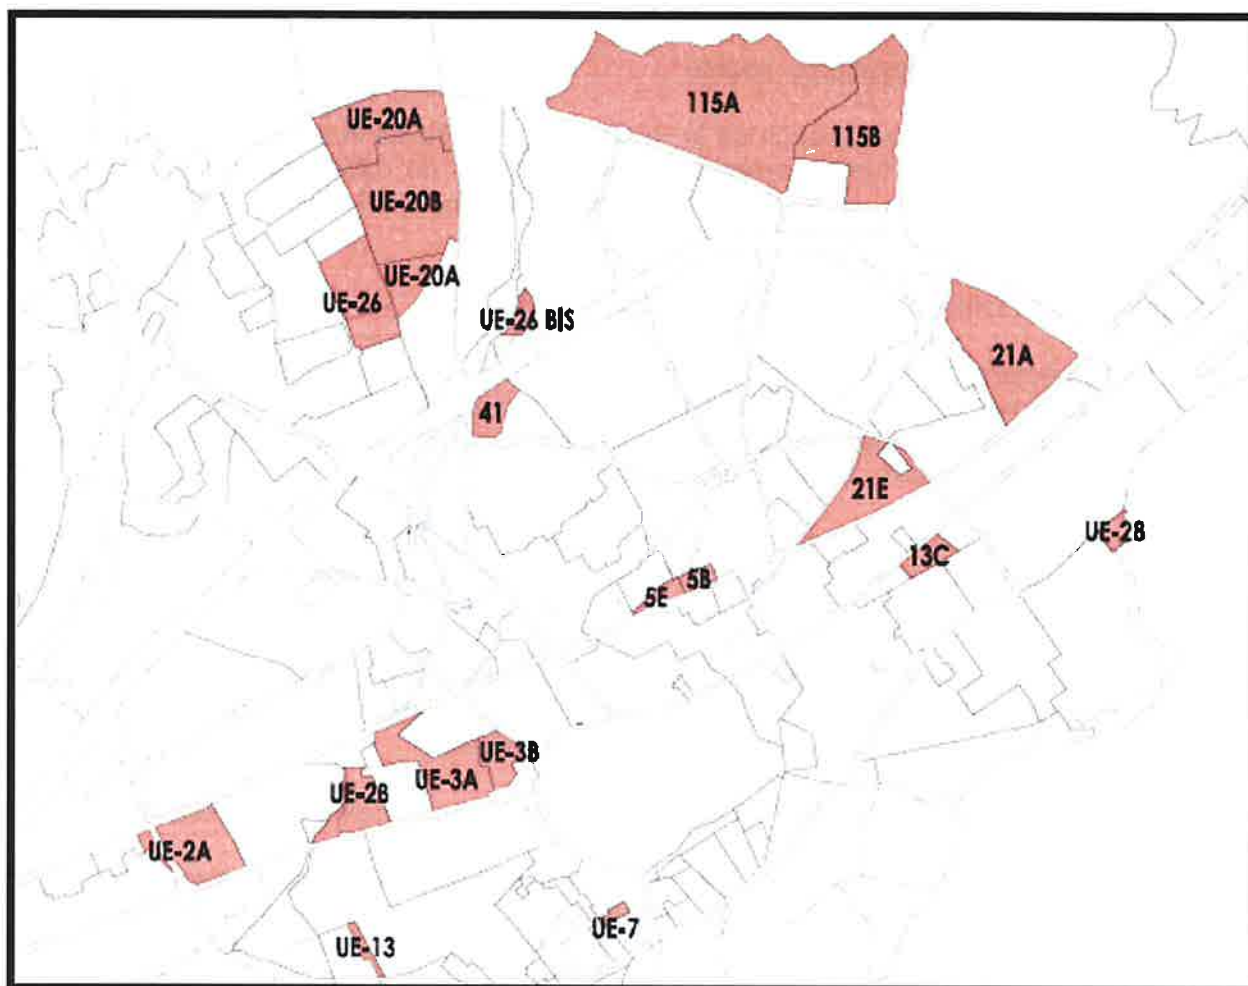 115A
UE-20A
115B
UE-20B
UE-20A
UE-26
UE-26 BIS
21A
41
21E
UE-28
13C
5B
5E
UE-3B
UE-3A
UE-2B
UE-2A
UE-7
UE-13